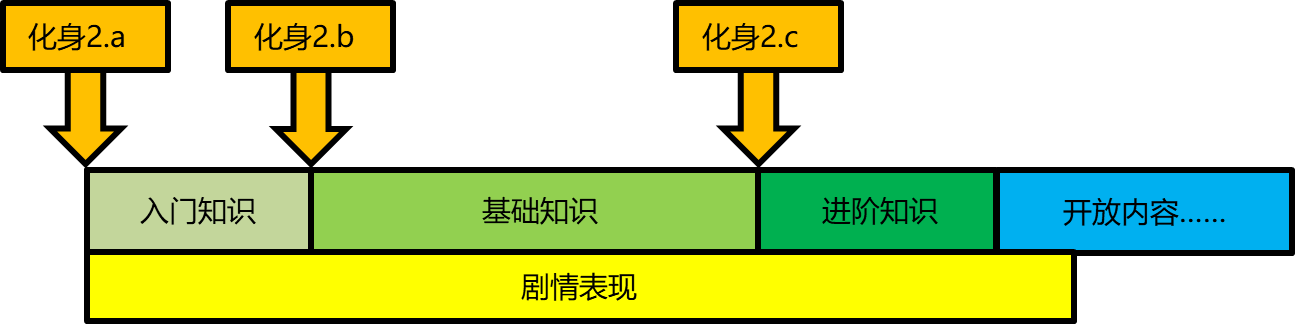 化身2.a
化身2.b
化身2.c
入门知识
基础知识
进阶知识
开放内容……
剧情表现